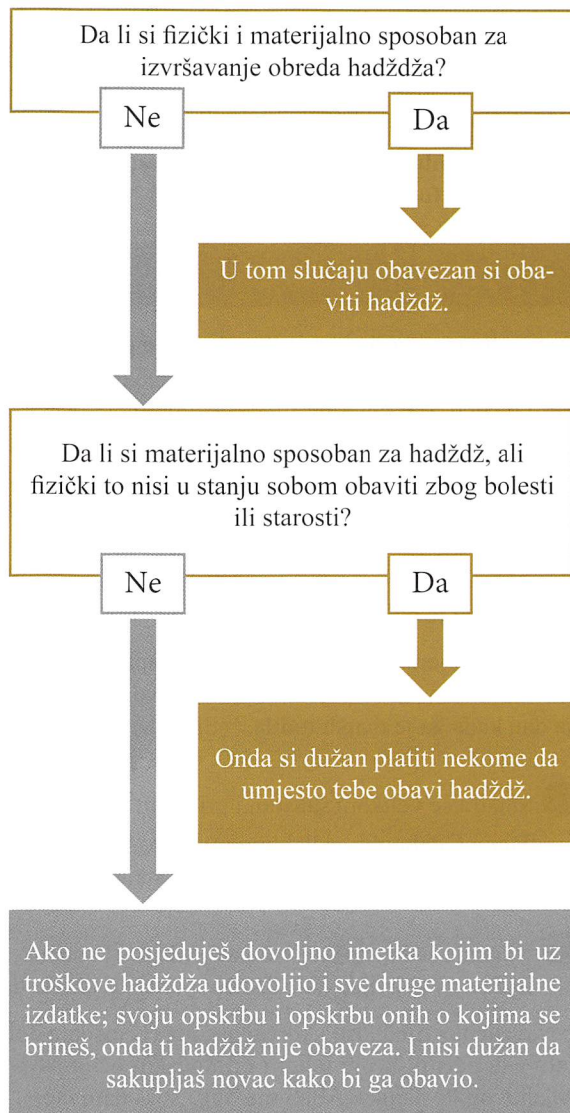 Da li si fizički i materijalno sposoban za
izvršavanje obreda hadždža?
Ne
Da
U tom slučaju obavezan si oba-
viti hadždž.
Da li si materijalno sposoban za hadždž, ali
fizički to nisi u stanju sobom obaviti zbog bolesti
ili starosti?
Ne
Da
Onda si dužan platiti nekome da
umjesto tebe obavi hadždž.
Ako ne posjeduješ dovoljno imetka kojim bi uz
troškove hadždža udovoljio i sve druge materijalne
izdatke; svoju opskrbu i opskrbu onih o kojima se
brineš, onda ti hadždž nije obaveza. I nisi dužan da
sakupljaš novac kako bi ga obavio.